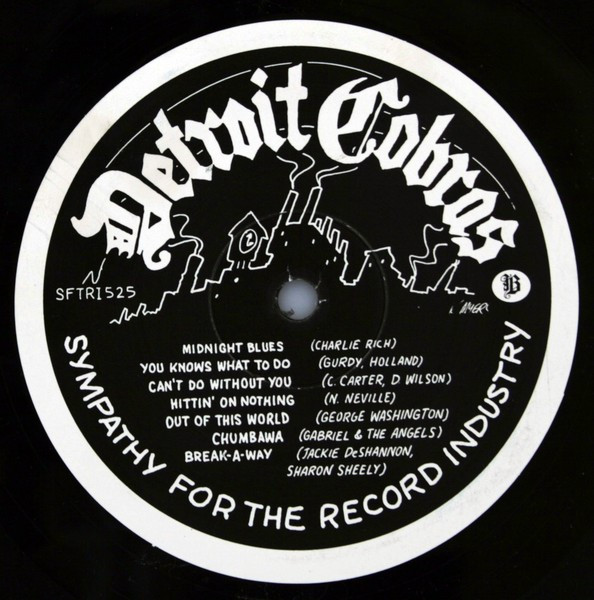 Detroit Cobras
SFTRI525
B
MIDNIGHT BLUES (CHARLIE RICH)
YOU KNOWS WHAT TO DO (GURDY, HOLLAND)
CAN'T DO WITHOUT YOU (C. CARTER, D. WILSON)
HITTIN' ON NOTHING (N. NEVILLE)
OUT OF THIS WORLD (GEORGE WASHINGTON)
CHUMBAWA (GABRIEL & THE ANGELS)
BREAK-A-WAY (JACKIE DeSHANNON,
SHARON SHEELY)
SYMPATHY FOR THE RECORD INDUSTRY